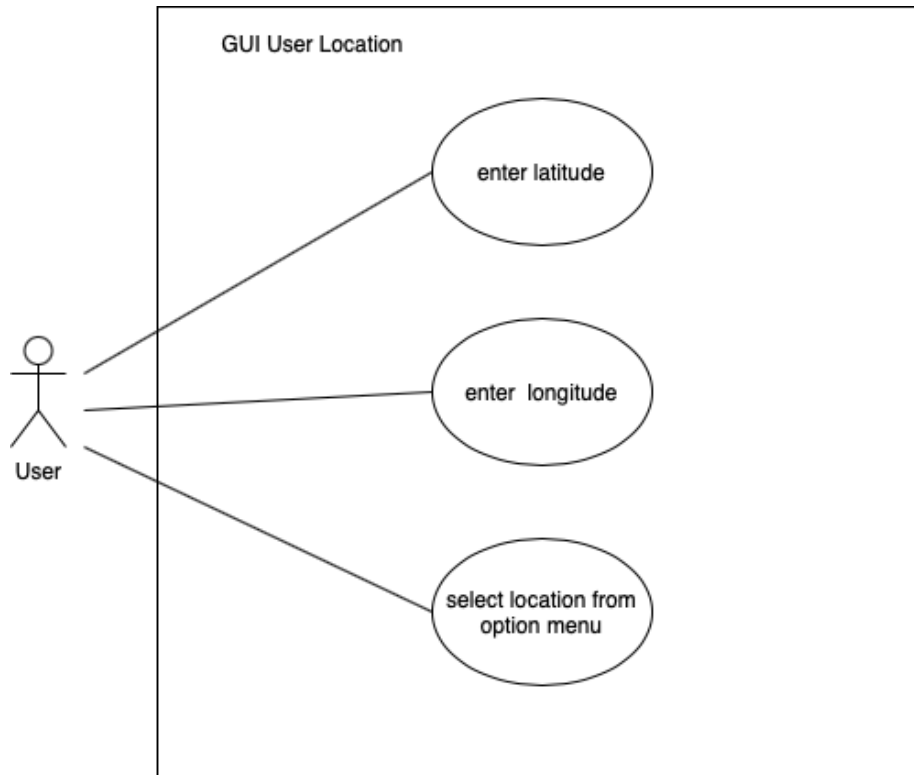 GUI User Location
enter latitude
enter  longitude
User
select location from
option menu